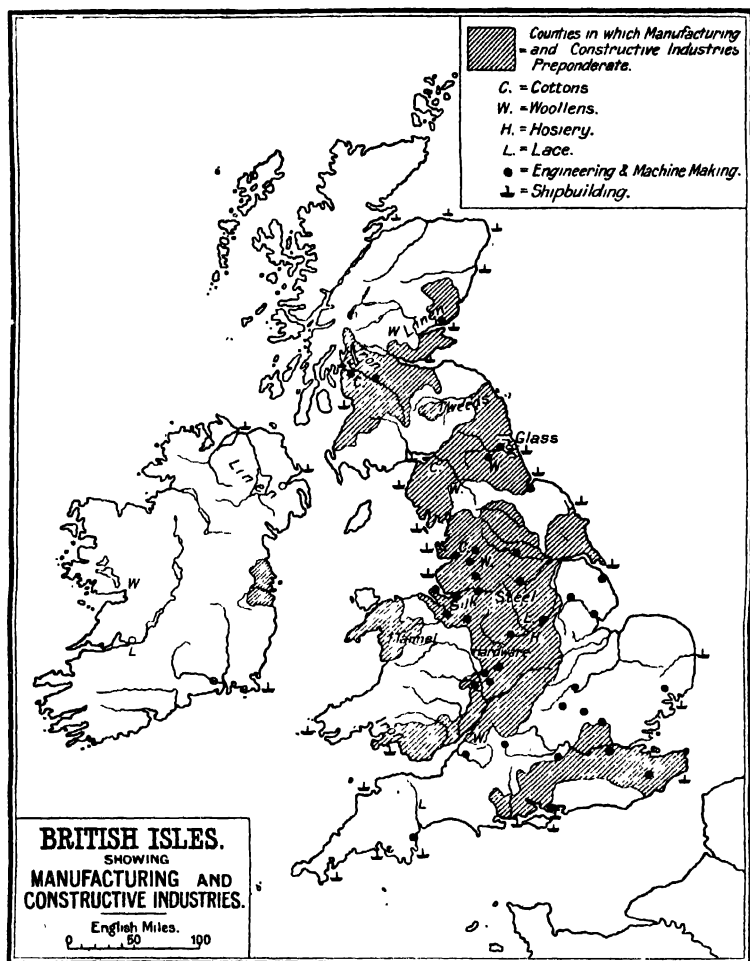 Counties in which Manufacturing
= and Constructive Industries
Preponderate.
C. = Cottons
W. = Woollens.
H. = Hosiery.
L. = Lace.
= Engineering & Machine Making.
= Shipbuilding.
W Linen
C.
Tweeds
Glass
W
C.
W.
Linen
W.
Silk
Steel
L
H
W
L
Flannel
Hardware
W
L
BRITISH ISLES.
SHOWING
MANUFACTURING AND
CONSTRUCTIVE INDUSTRIES.
English Miles.
0 50 100